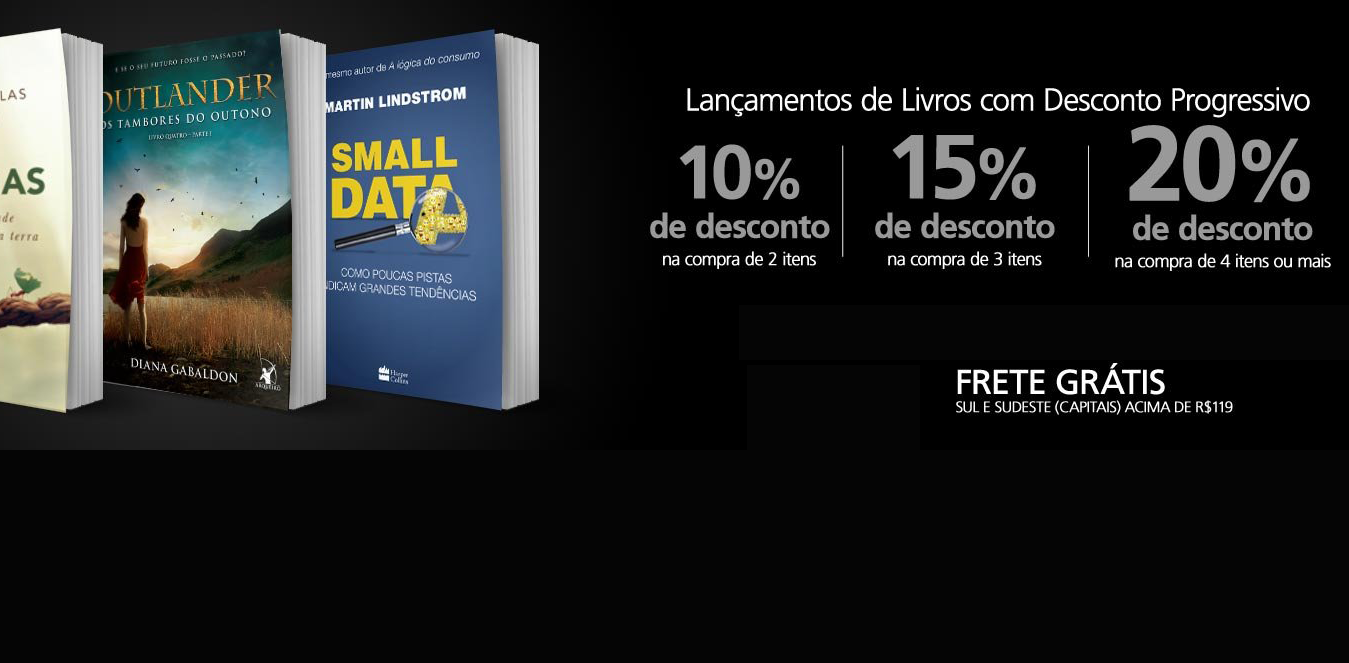 LAS
AS
de
a terra
E SE O SEU FUTURO FOSSE O PASSADO?
OUTLANDER
OS TAMBORES DO OUTONO
LIVRO QUATRO - PARTE I
DIANA GABALDON
ARQUEIRO
mesmo autor de A lógica do consumo
MARTIN LINDSTROM
SMALL
DATA
COMO POUCAS PISTAS
NDICAM GRANDES TENDÊNCIAS
Harper
Collins
Lançamentos de Livros com Desconto Progressivo
10%
de desconto
na compra de 2 itens
15%
de desconto
na compra de 3 itens
20%
de desconto
na compra de 4 itens ou mais
FRETE GRÁTIS
SUL E SUDESTE (CAPITAIS) ACIMA DE R$119